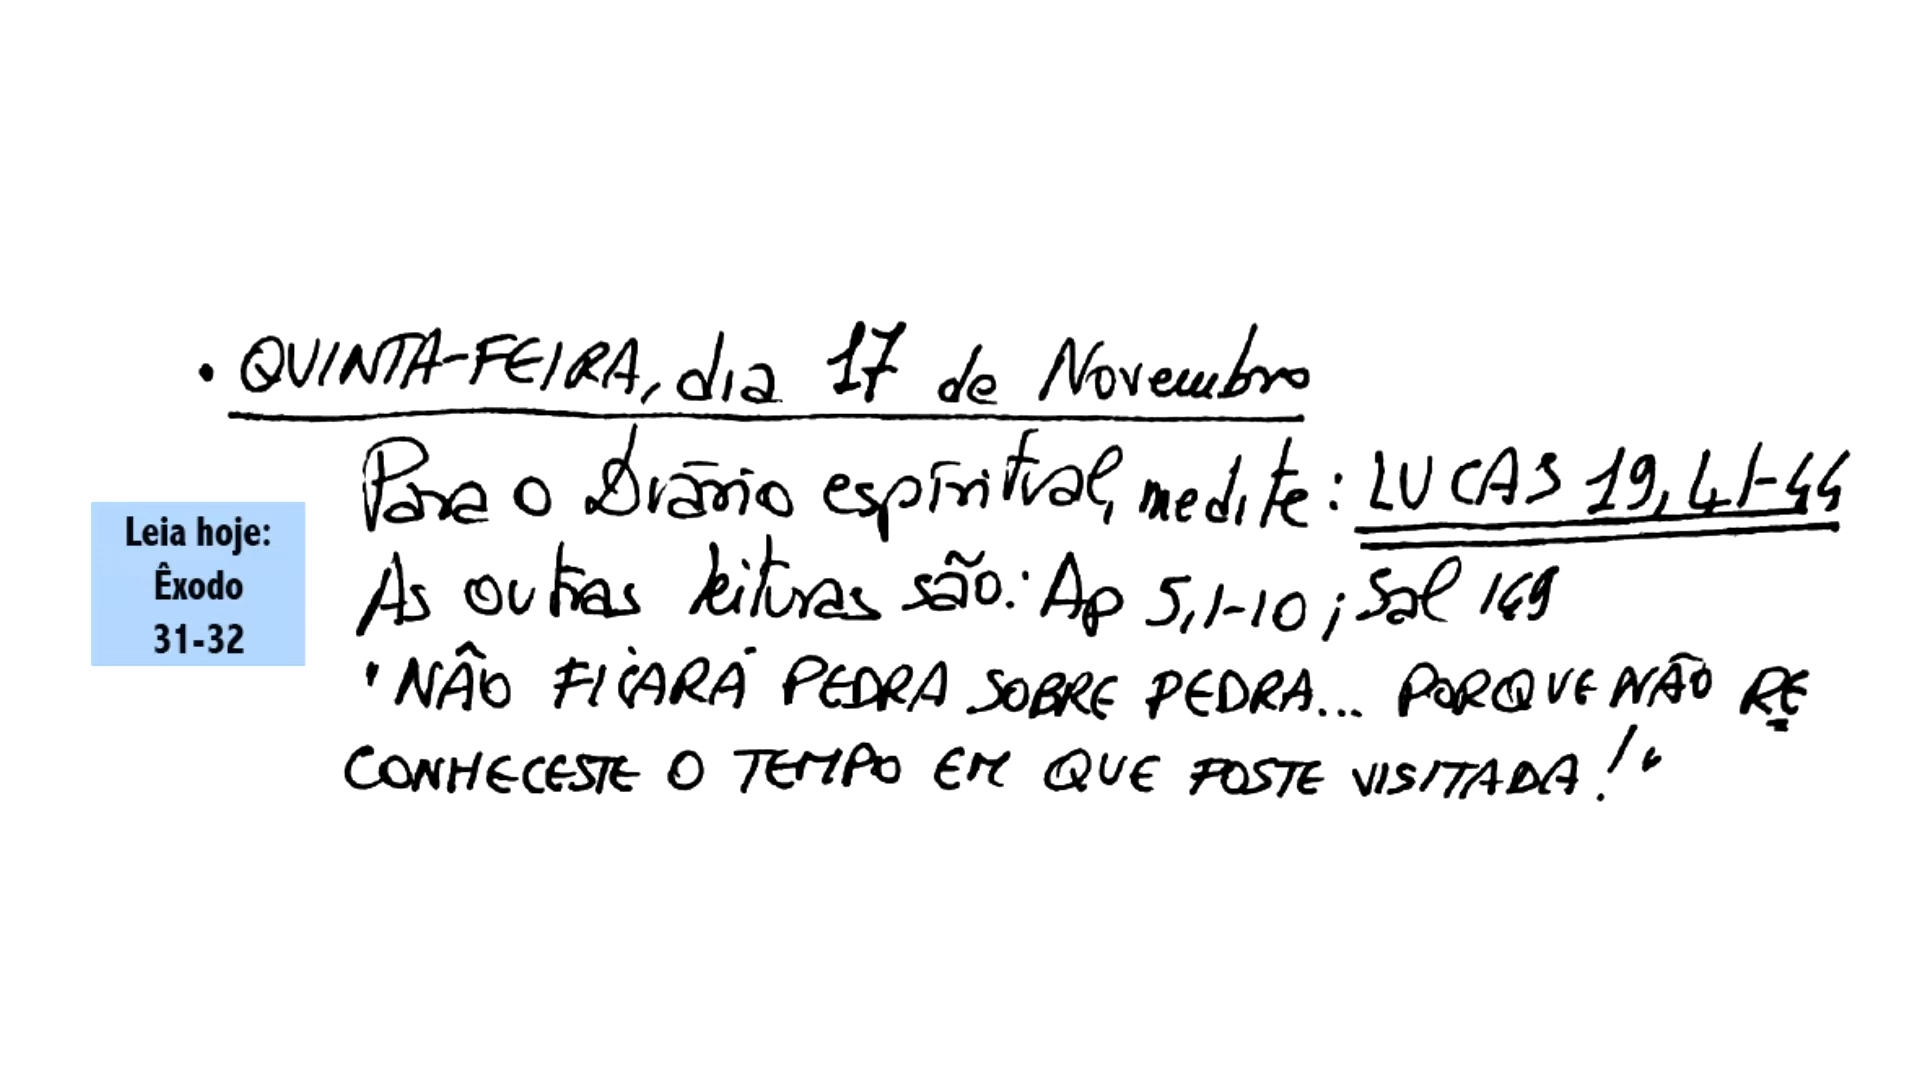 • QUINTA-FEIRA, dia 17 de Novembro
Para o Diário espiritual, medite: LUCAS 19, 41-44
Leia hoje:
Êxodo
31-32
As outras leituras são: Ap 5,1-10; Sal 149
"NÃO FICARÁ PEDRA SOBRE PEDRA... PORQUE NÃO RE
CONHECESTE O TEMPO EM QUE FOSTE VISITADA!"